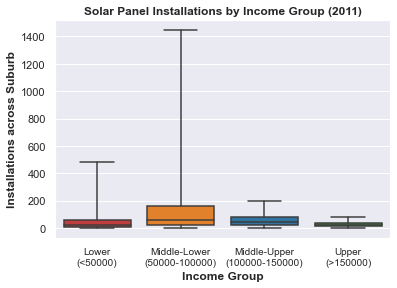 Solar Panel Installations by Income Group (2011)
Installations across Suburb
1400
1200
1000
800
600
400
200
0
Lower
(<50000)
Middle-Lower
(50000-100000)
Middle-Upper
(100000-150000)
Upper
(>150000)
Income Group